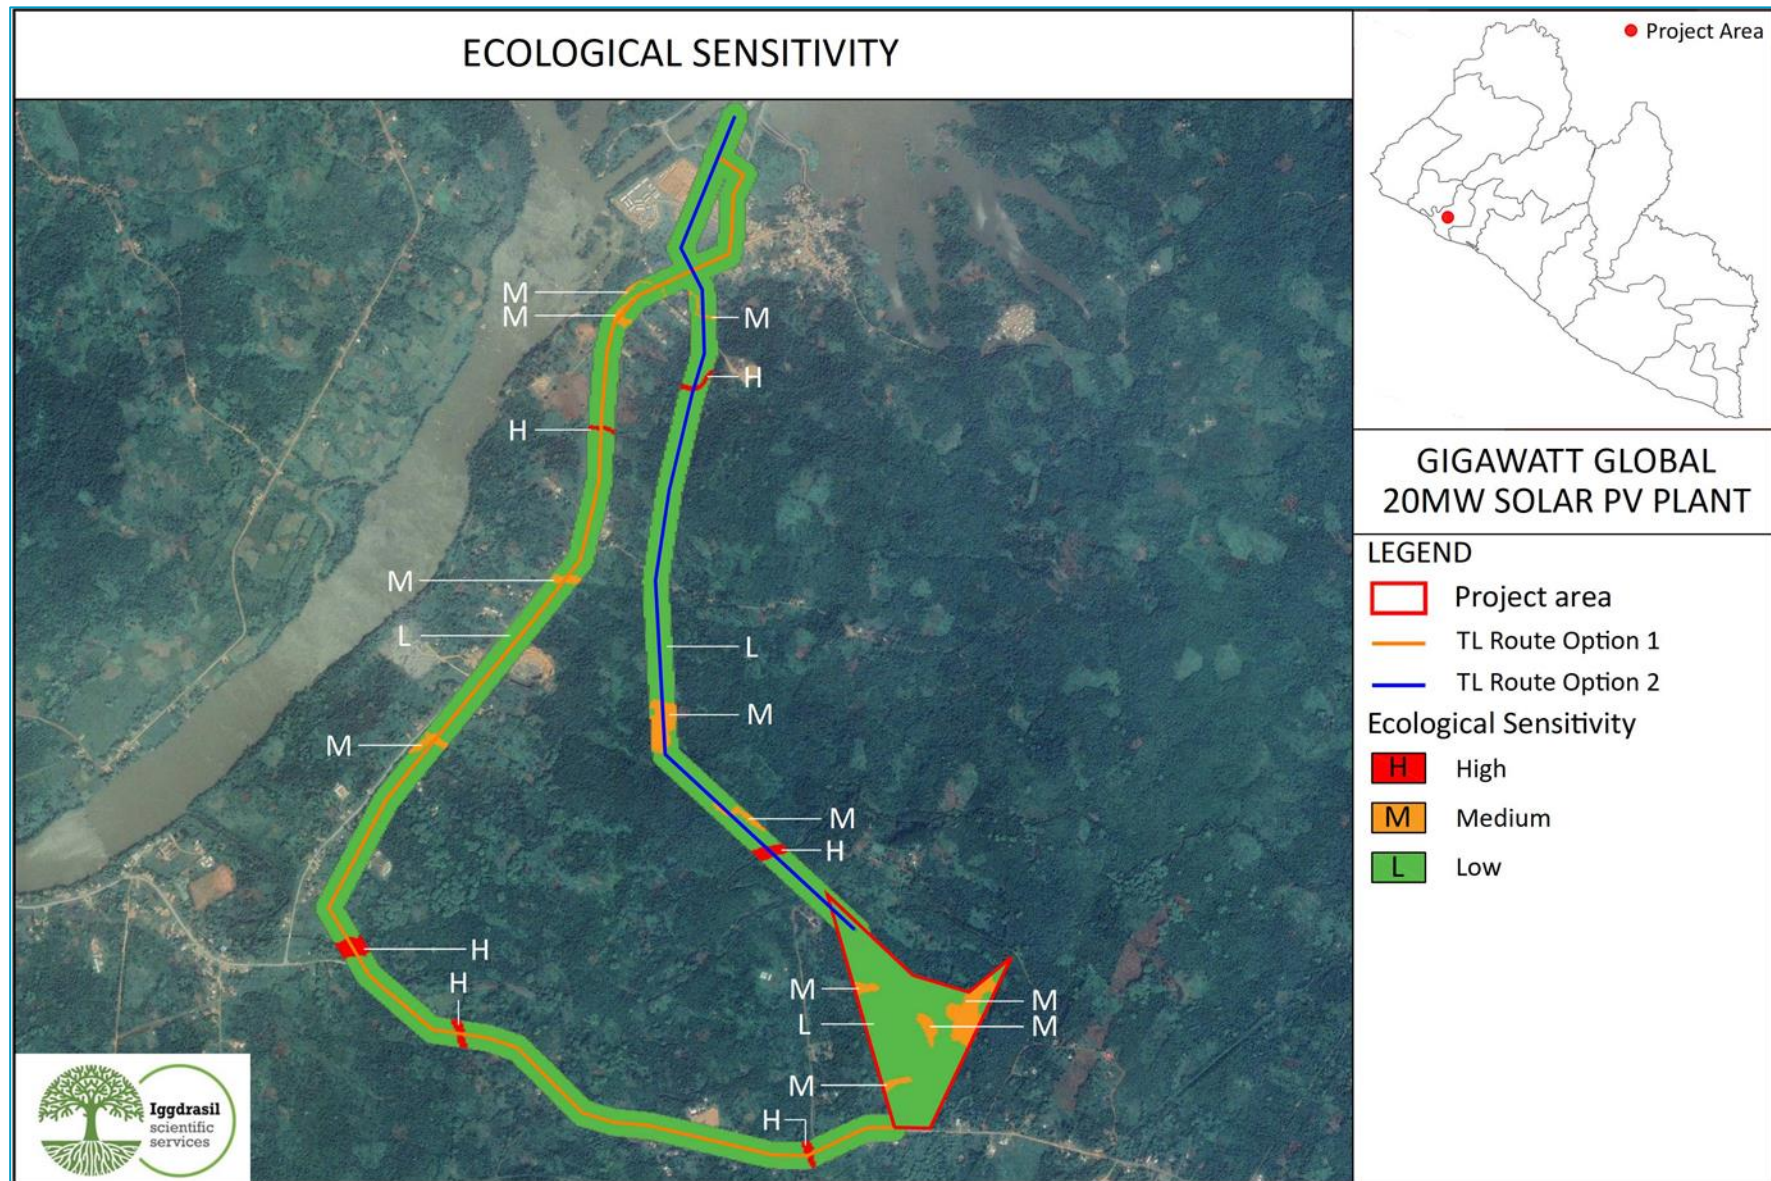 ECOLOGICAL SENSITIVITY
Project Area
M
M
M
H
H
M
L
L
M
M
M
H
H
H
M
L
M
M
M
H
Iggdrasil
scientific
services
GIGAWATT GLOBAL
20MW SOLAR PV PLANT
LEGEND
Project area
TL Route Option 1
TL Route Option 2
Ecological Sensitivity
H High
M Medium
L Low